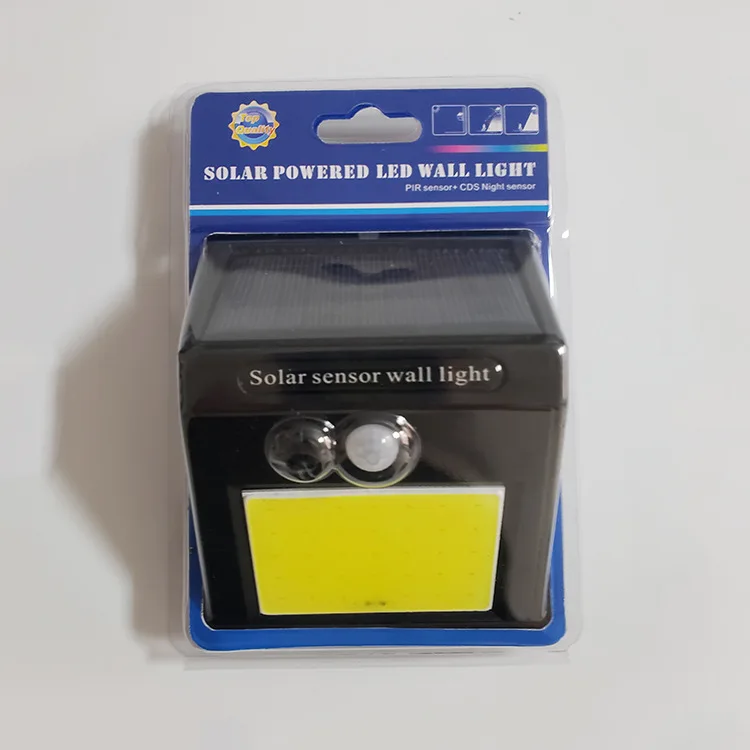 Top
Quality
SOLAR POWERED LED WALL LIGHT
PIR sensor+ CDS Night sensor
Solar sensor wall light